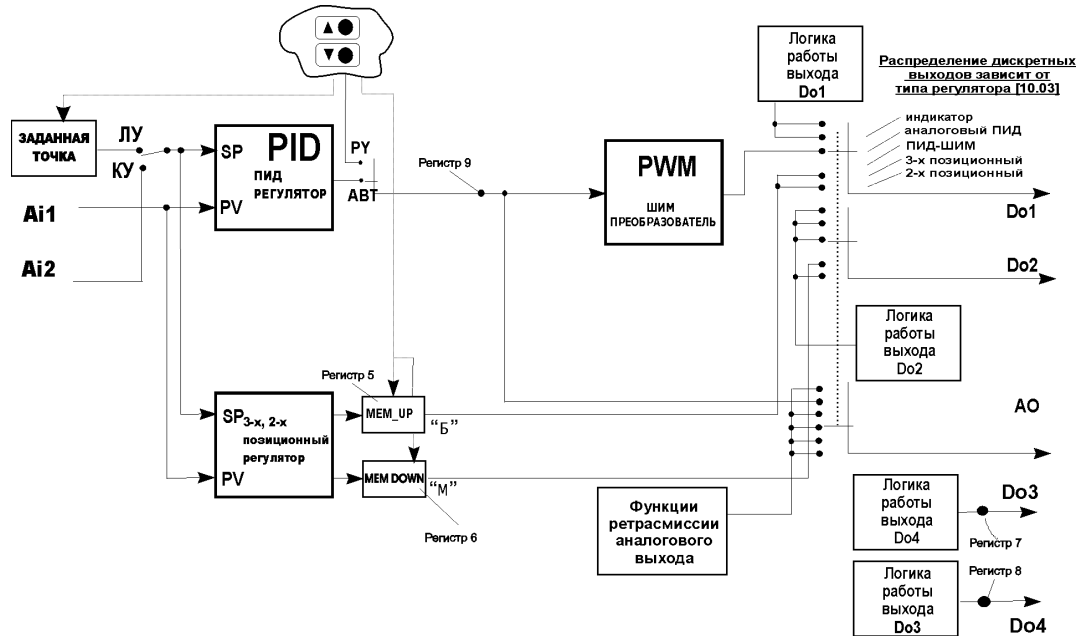 Логика
работы
выхода
Do1
Распределение дискретных
выходов зависит от
типа регулятора [10.03]
индикатор
аналоговый ПИД
ПИД-ШИМ
3-х позиционный
2-х позиционный
ЗАДАННАЯ
ТОЧКА
ЛУ
КУ
SP
PID
ПИД
РЕГУЛЯТОР
PV
РУ
АВТ
Регистр 9
PWM
ШИМ
ПРЕОБРАЗОВАТЕЛЬ
Ai1
Ai2
Do1
Do2
Логика
работы
выхода
Do2
АО
Регистр 5
SP
3-х, 2-х
позиционный
регулятор
PV
MEM_UP
“Б”
MEM DOWN
“М”
Регистр 6
Функции
ретрасмиссии
аналогового
выхода
Логика
работы
выхода
Do4
Do3
Регистр 7
Логика
работы
выхода
Do3
Регистр 8
Do4